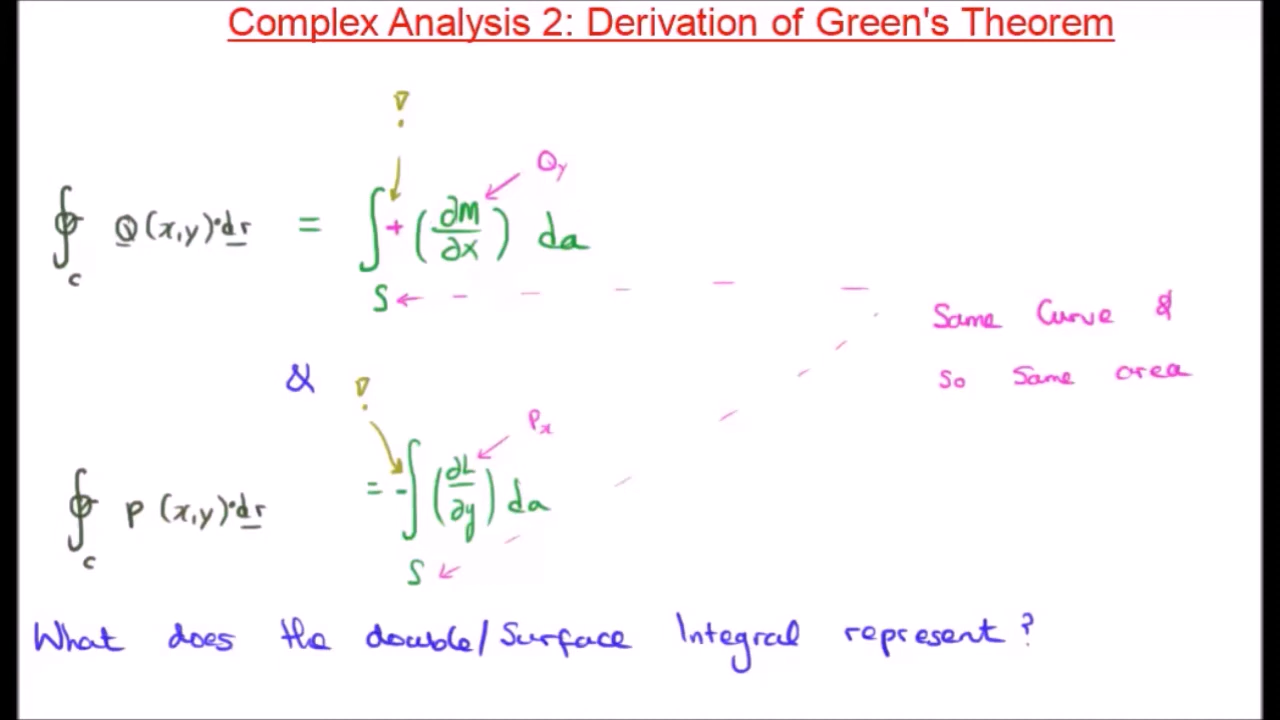 Complex Analysis 2: Derivation of Green's Theorem
∇.
Q(x,y)·dr = ∫ + (∂M/∂x) da
∮
C
S
Qy
Same Curve &
So Same area
&
∇.
Px
∮ P (x,y)·dr = -∫ (∂L/∂y) da
C
S
What does the double/Surface Integral represent?